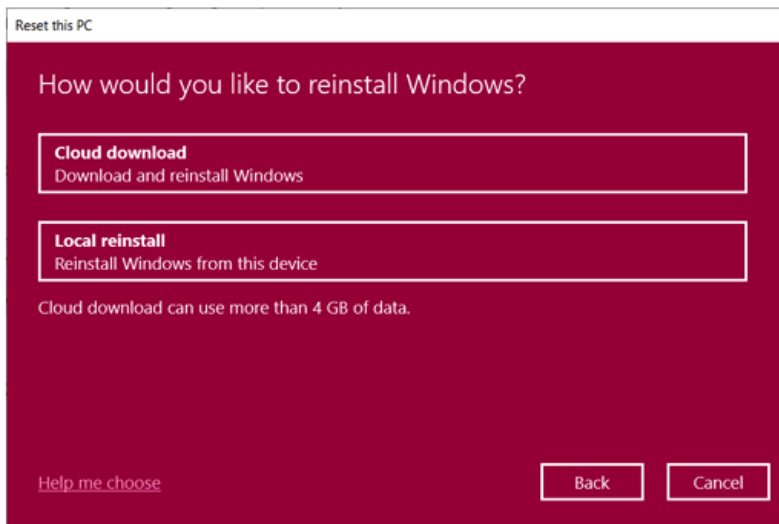 Reset this PC
How would you like to reinstall Windows?
Cloud download
Download and reinstall Windows
Local reinstall
Reinstall Windows from this device
Cloud download can use more than 4 GB of data.
Help me choose
Back
Cancel